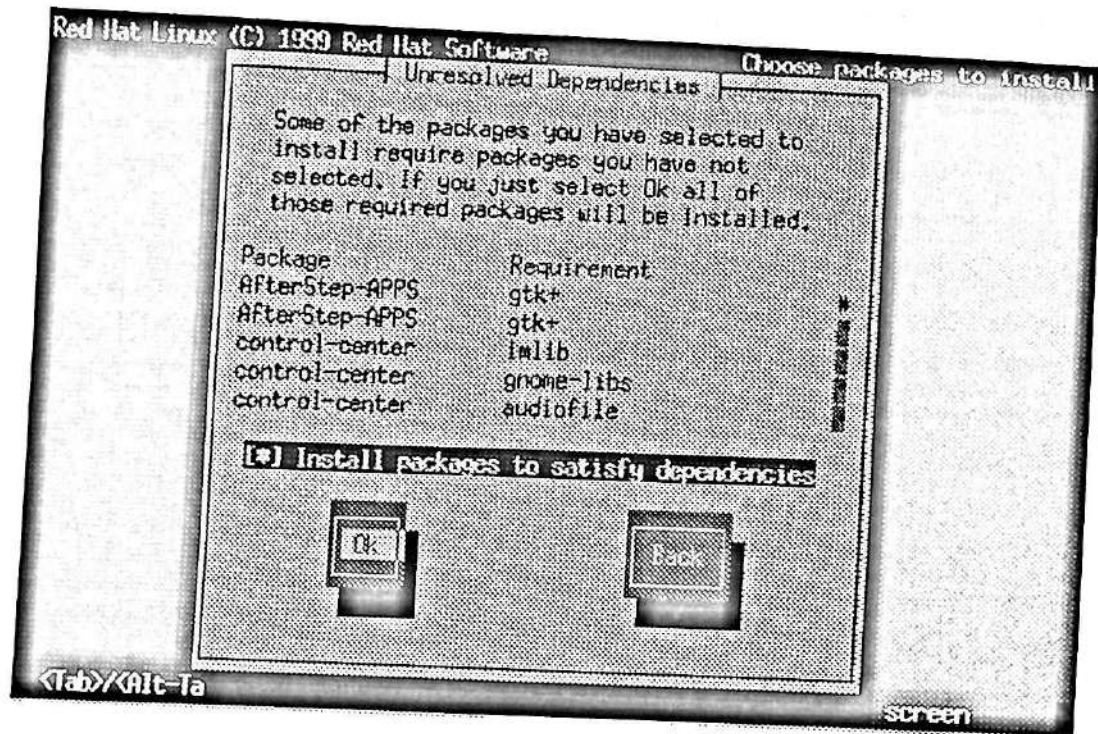 Red Hat Linux (C) 1999 Red Hat Software
Choose packages to install
Unresolved Dependencies
Some of the packages you have selected to
install require packages you have not
selected. If you just select Ok all of
those required packages will be installed.
Package Requirement
AfterStep-APPS gtk+
AfterStep-APPS gtk+
control-center imlib
control-center gnome-libs
control-center audiofile
[*] Install packages to satisfy dependencies
Ok Back
<Tab>/<Alt-Ta
screen